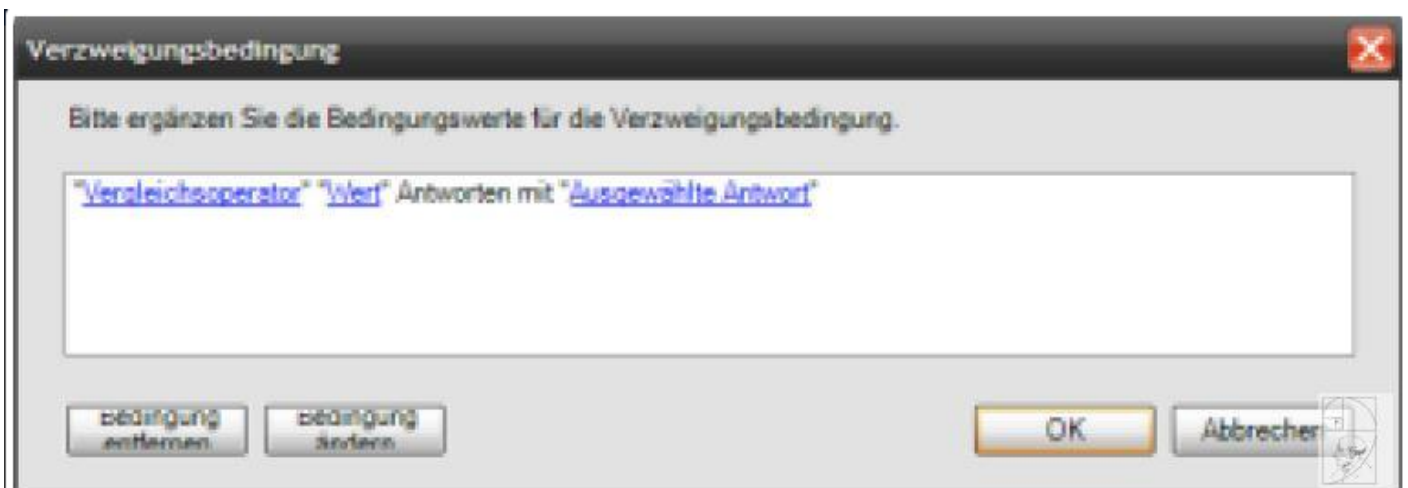 Verzweigungsbedingung
Bitte ergänzen Sie die Bedingungswerte für die Verzweigungsbedingung.
"Vergleichsoperator" "Wert" Antworten mit "Ausgewählte Antwort"
Bedingung
entfernen
Bedingung
ändern
OK
Abbrechen